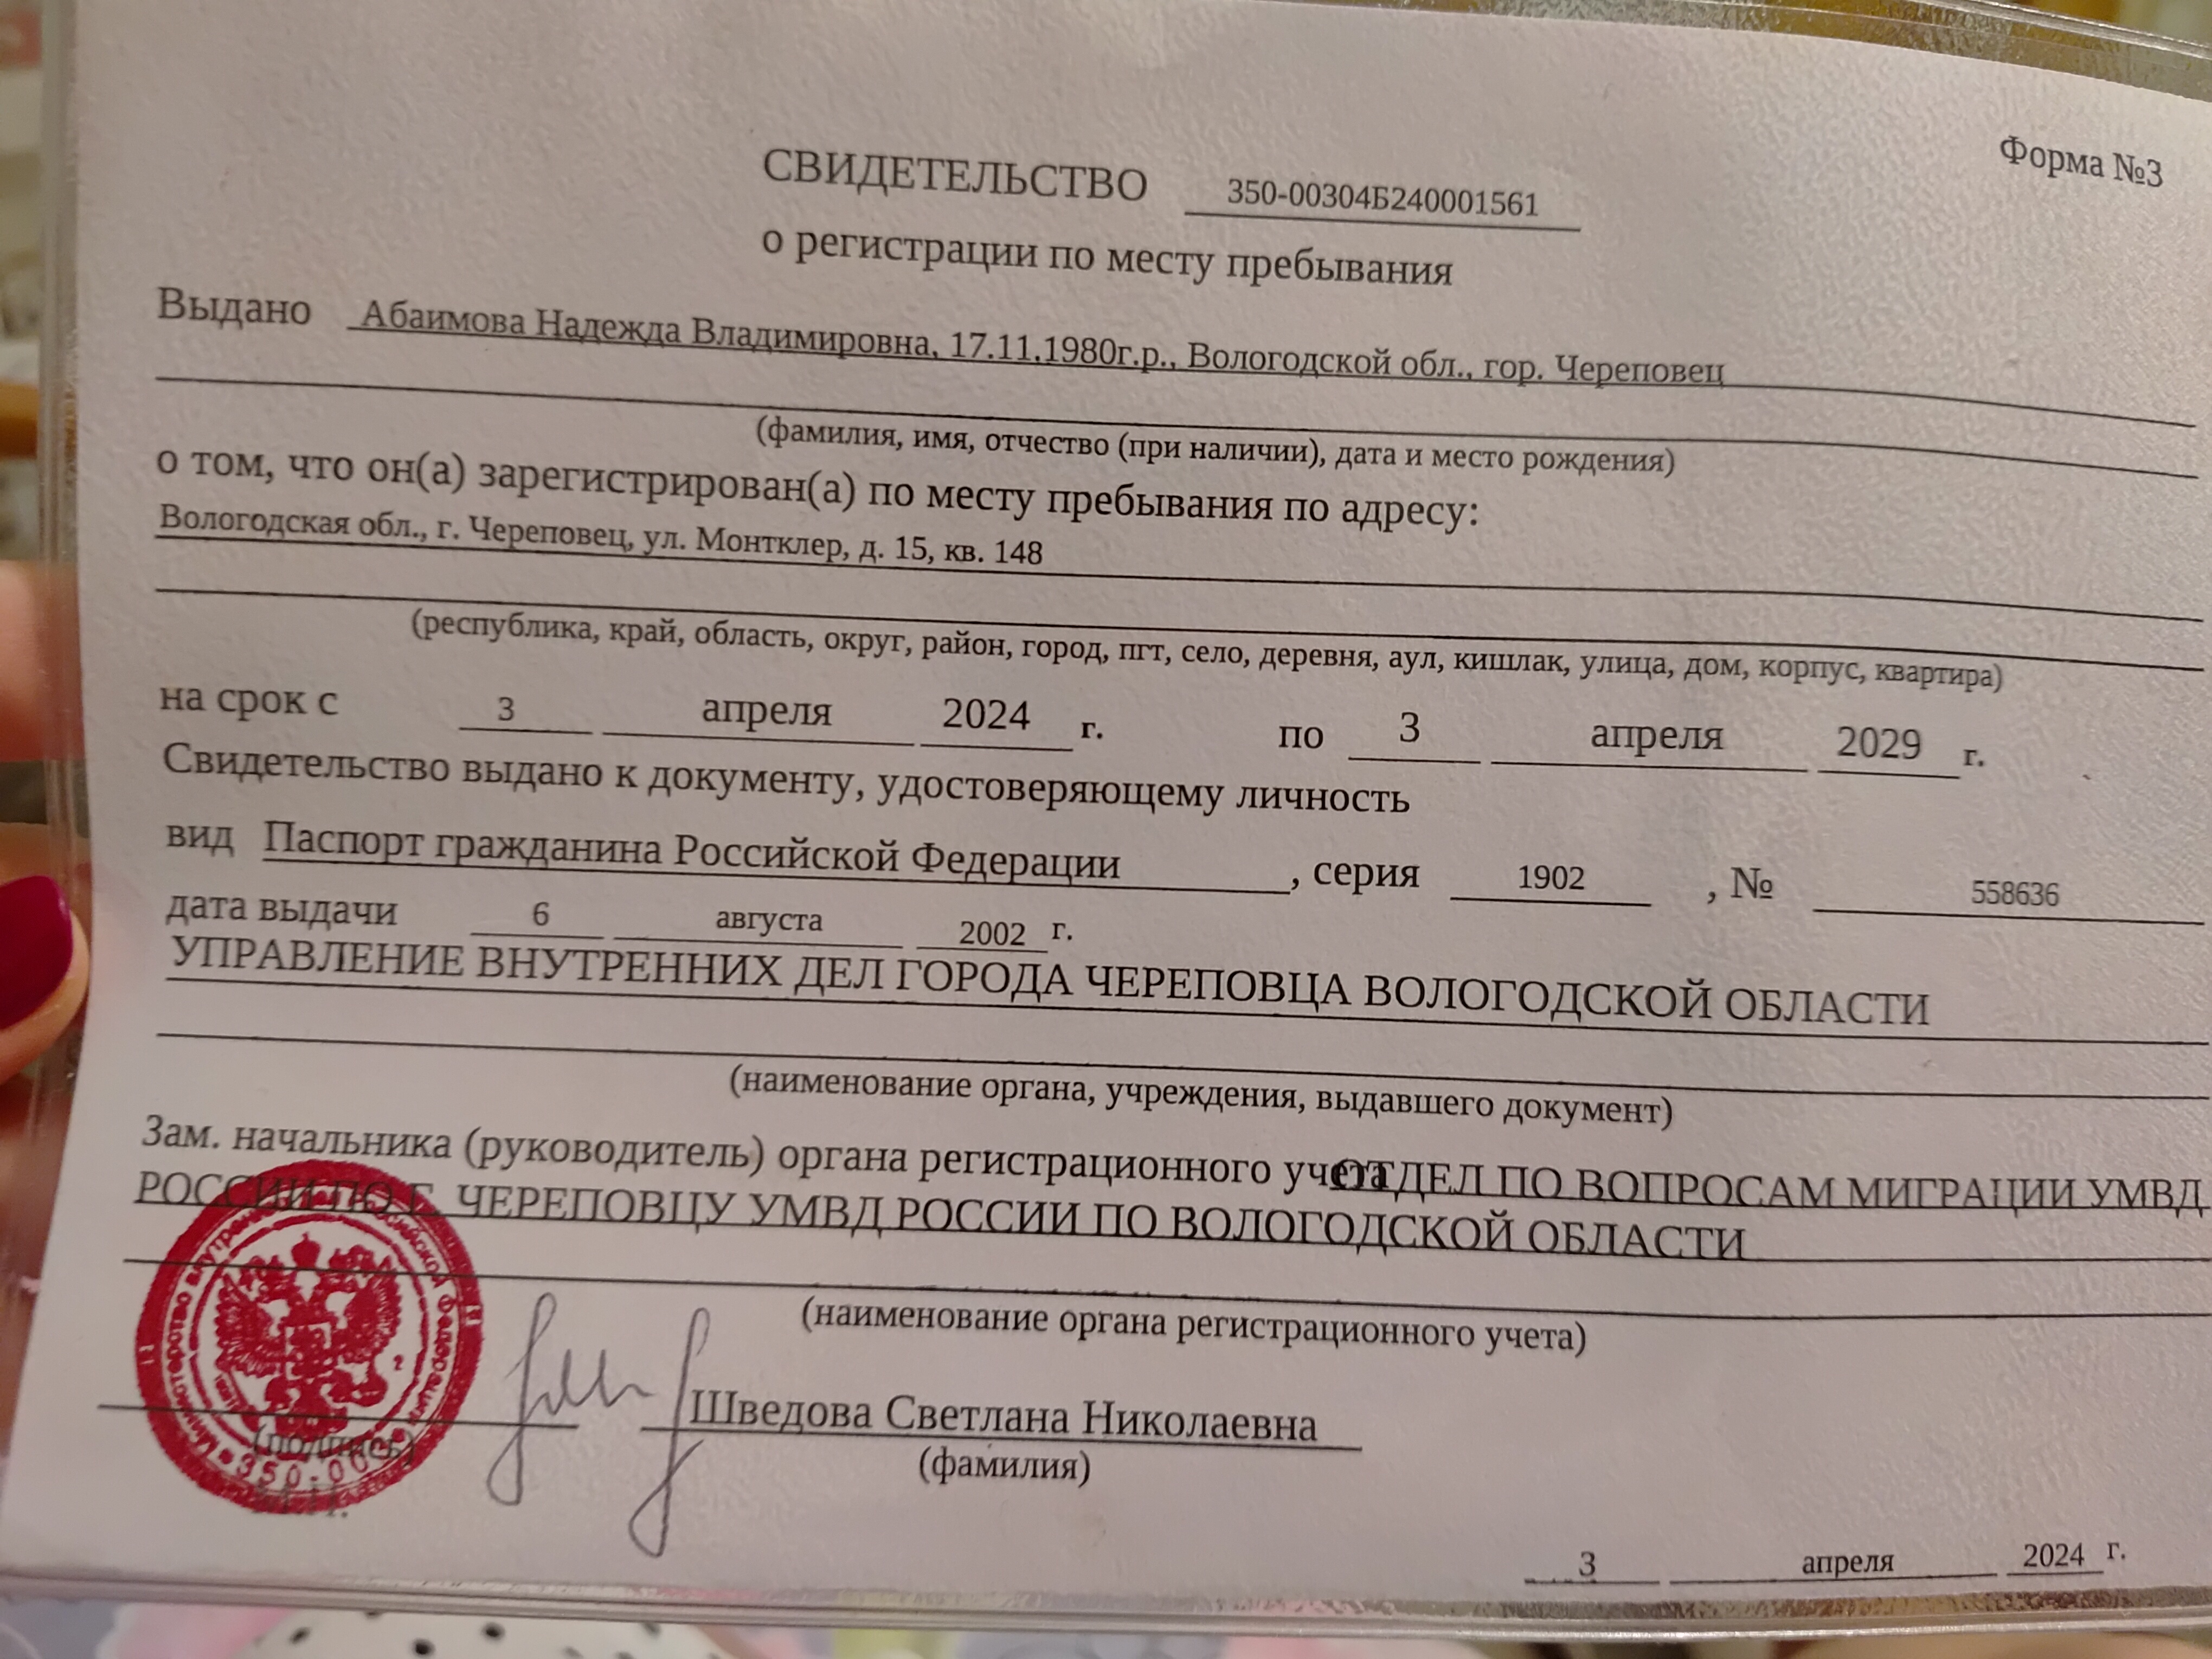 Форма №3
СВИДЕТЕЛЬСТВО 350-00304Б240001561
о регистрации по месту пребывания
Выдано Абаимова Надежда Владимировна, 17.11.1980г.р., Вологодской обл., гор. Череповец
(фамилия, имя, отчество (при наличии), дата и место рождения)
о том, что он(а) зарегистрирован(а) по месту пребывания по адресу:
Вологодская обл., г. Череповец, ул. Монтклер, д. 15, кв. 148
(республика, край, область, округ, район, город, пгт, село, деревня, аул, кишлак, улица, дом, корпус, квартира)
на срок с 3 апреля 2024 г. по 3 апреля 2029 г.
Свидетельство выдано к документу, удостоверяющему личность
вид Паспорт гражданина Российской Федерации , серия 1902 , № 558636
дата выдачи 6 августа 2002 г.
УПРАВЛЕНИЕ ВНУТРЕННИХ ДЕЛ ГОРОДА ЧЕРЕПОВЦА ВОЛОГОДСКОЙ ОБЛАСТИ
(наименование органа, учреждения, выдавшего документ)
Зам. начальника (руководитель) органа регистрационного учета ОТДЕЛ ПО ВОПРОСАМ МИГРАЦИИ УМВД
РОССИИ ПО Г. ЧЕРЕПОВЦУ УМВД РОССИИ ПО ВОЛОГОДСКОЙ ОБЛАСТИ
(наименование органа регистрационного учета)
Шведова Светлана Николаевна
(подпись) (фамилия)
М.П.
3 апреля 2024 г.